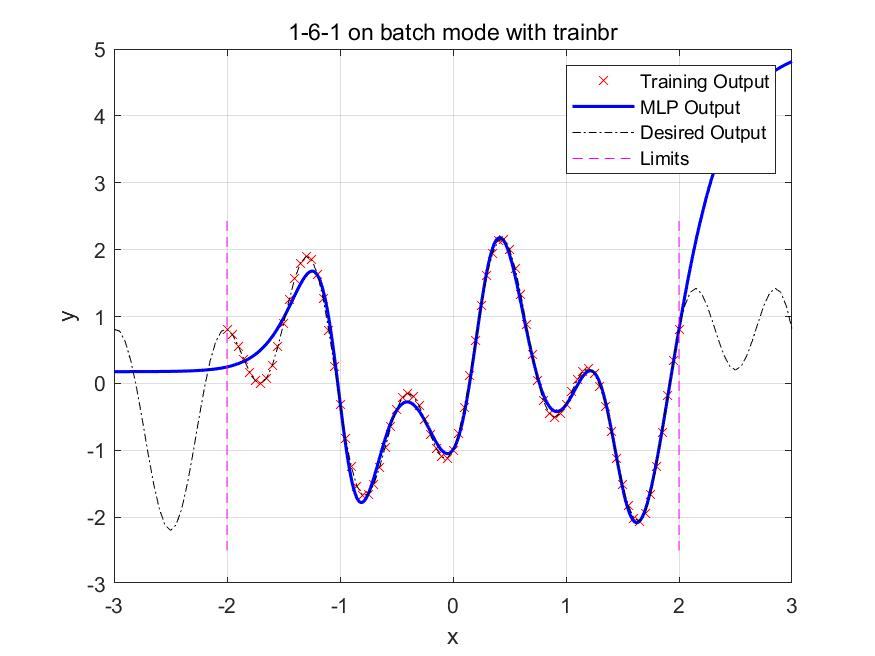 1-6-1 on batch mode with trainbr
5
4
3
2
1
0
-1
-2
-3
y
Training Output
MLP Output
Desired Output
Limits
-3 -2 -1 0 1 2 3
x